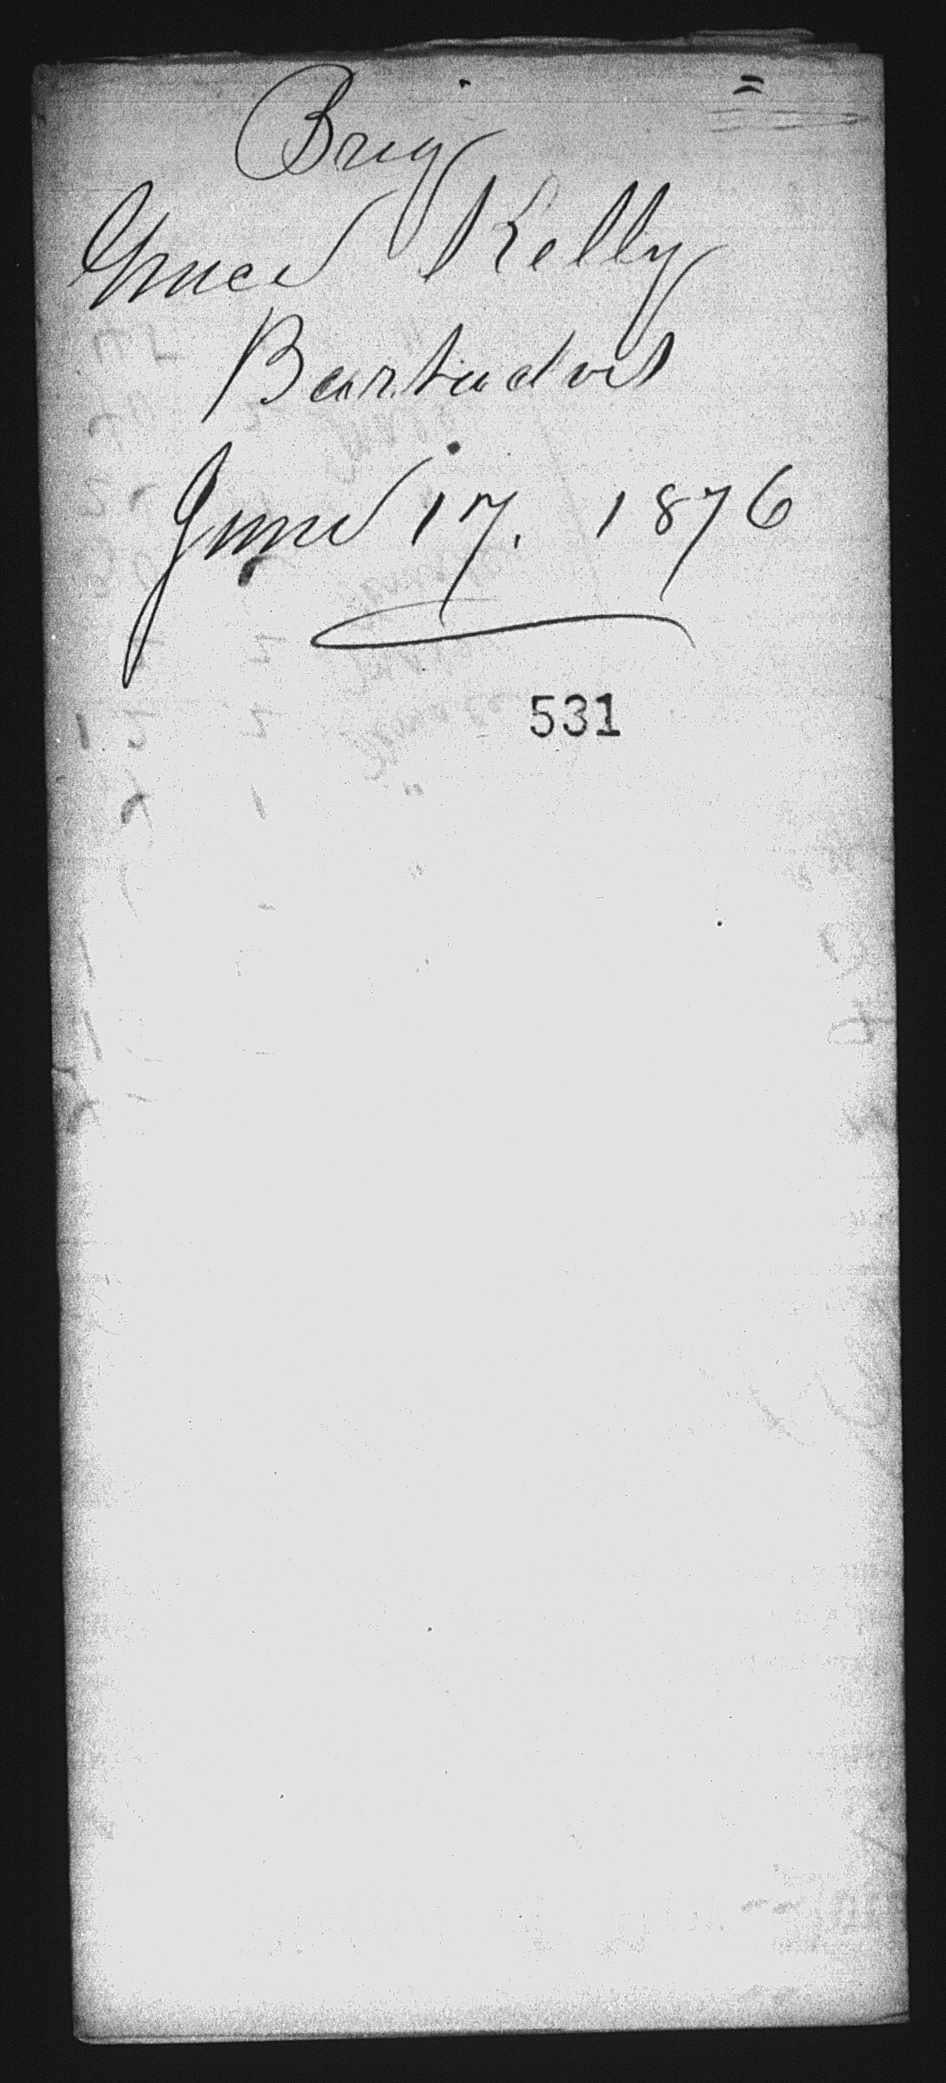 Brig
Grace Kelly
Barbados
June 17. 1876
531